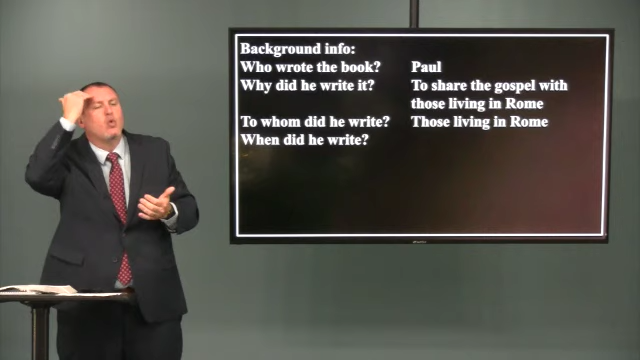 Background info:
Who wrote the book? Paul
Why did he write it? To share the gospel with
those living in Rome
To whom did he write? Those living in Rome
When did he write?